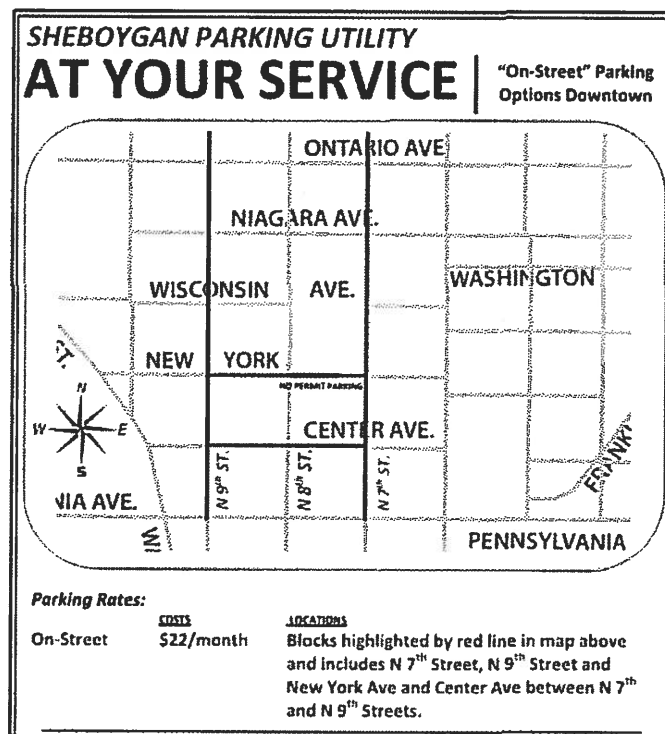 SHEBOYGAN PARKING UTILITY
AT YOUR SERVICE
"On-Street" Parking
Options Downtown
ONTARIO AVE
NIAGARA AVE.
WISCONSIN AVE.
WASHINGTON
NEW YORK
NO PERMIT PARKING
ST.
N
W E
S
CENTER AVE.
N 9th ST.
N 8th ST.
N 7th ST.
FRANKL
NIA AVE.
WI
PENNSYLVANIA
Parking Rates:
COSTS LOCATIONS
On-Street $22/month Blocks highlighted by red line in map above
and includes N 7th Street, N 9th Street and
New York Ave and Center Ave between N 7th
and N 9th Streets.